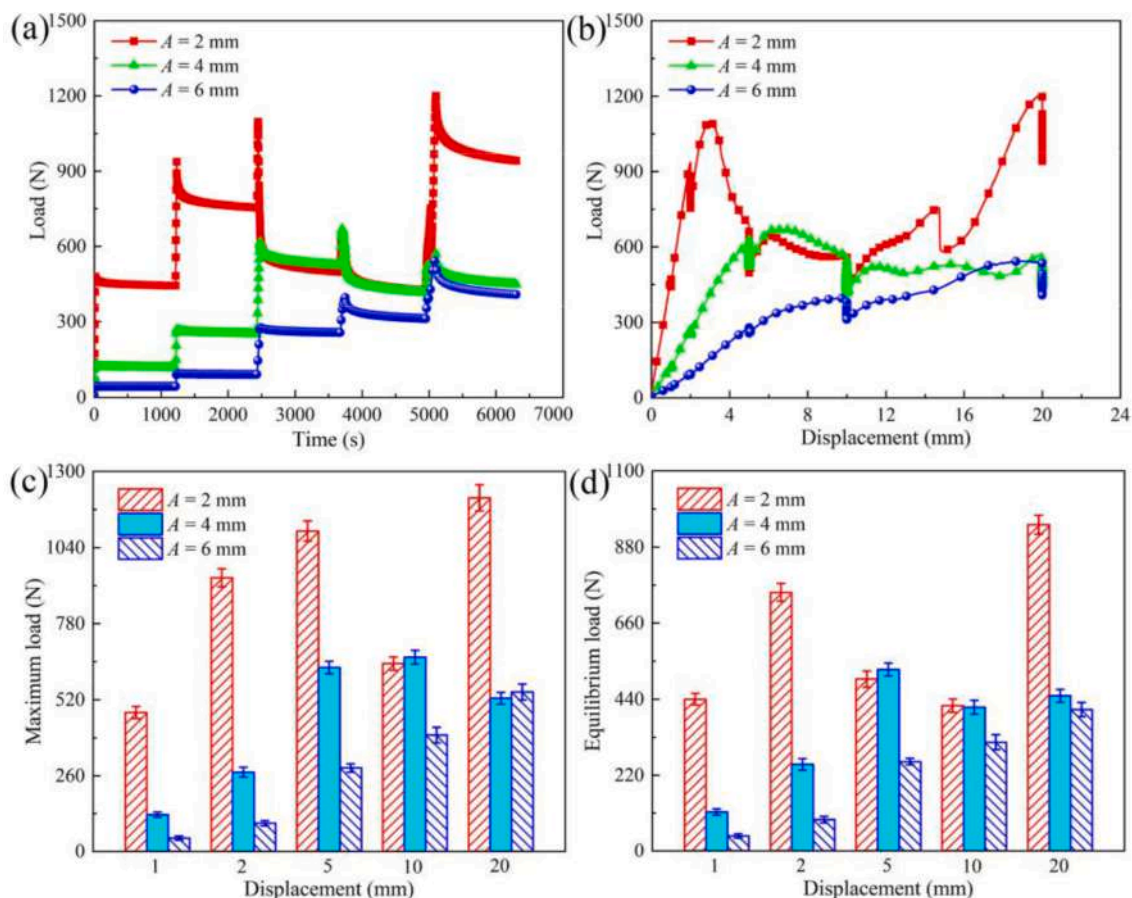 (a)
1500
1200
900
600
300
0
Load (N)
A = 2 mm
A = 4 mm
A = 6 mm
0 1000 2000 3000 4000 5000 6000 7000
Time (s)
(b)
1500
1200
900
600
300
0
Load (N)
A = 2 mm
A = 4 mm
A = 6 mm
0 4 8 12 16 20 24
Displacement (mm)
(c)
1300
1040
780
520
260
0
Maximum load (N)
A = 2 mm
A = 4 mm
A = 6 mm
1 2 5 10 20
Displacement (mm)
(d)
1100
880
660
440
220
0
Equilibrium load (N)
A = 2 mm
A = 4 mm
A = 6 mm
1 2 5 10 20
Displacement (mm)